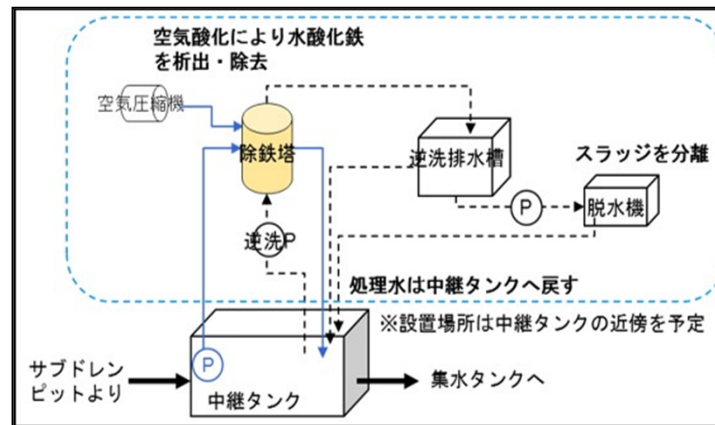 空気酸化により水酸化鉄
を析出・除去
空気圧縮機
除鉄塔
逆洗排水槽
スラッジを分離
P
脱水機
逆洗P
処理水は中継タンクへ戻す
※設置場所は中継タンクの近傍を予定
P
サブドレン
ピットより
中継タンク
集水タンクへ